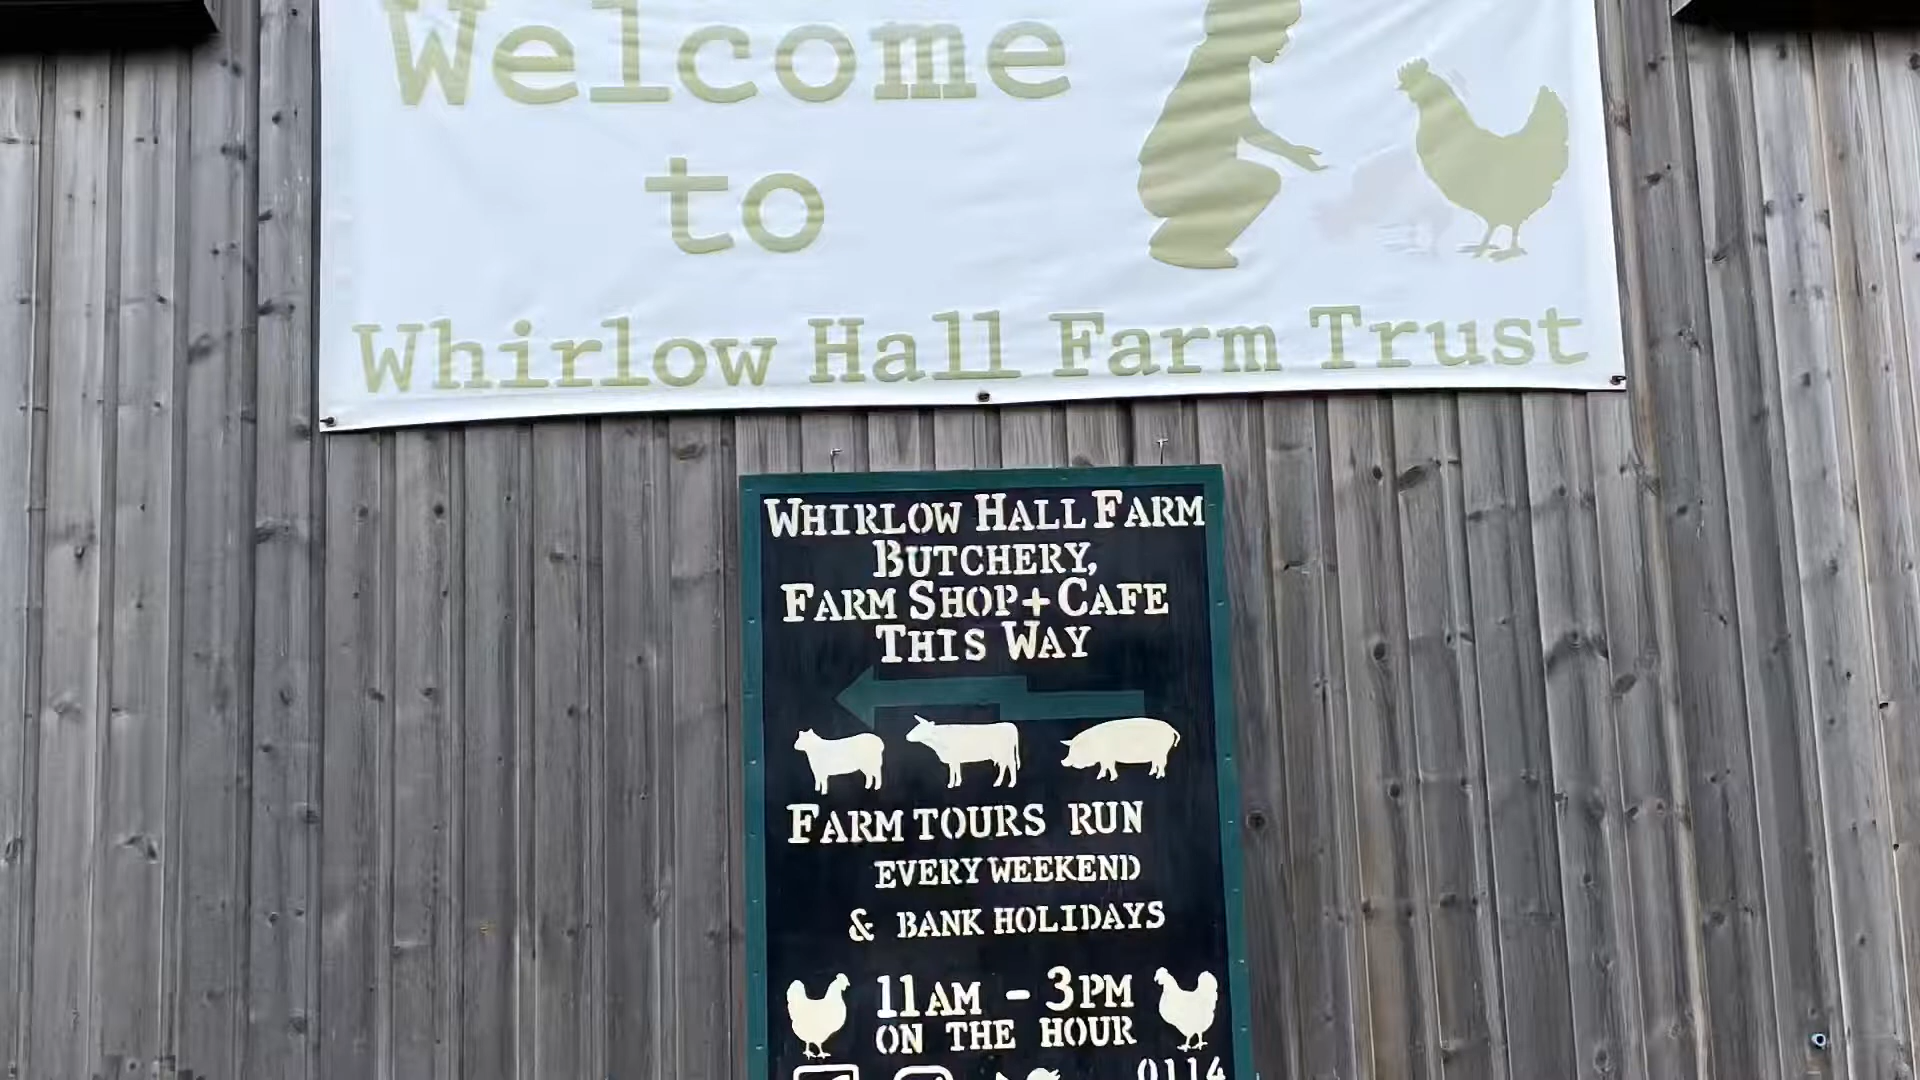 Welcome
to
Whirlow Hall Farm Trust
WHIRLOW HALL FARM
BUTCHERY,
FARM SHOP+CAFE
THIS WAY
FARM TOURS RUN
EVERY WEEKEND
& BANK HOLIDAYS
11AM - 3PM
ON THE HOUR
0114